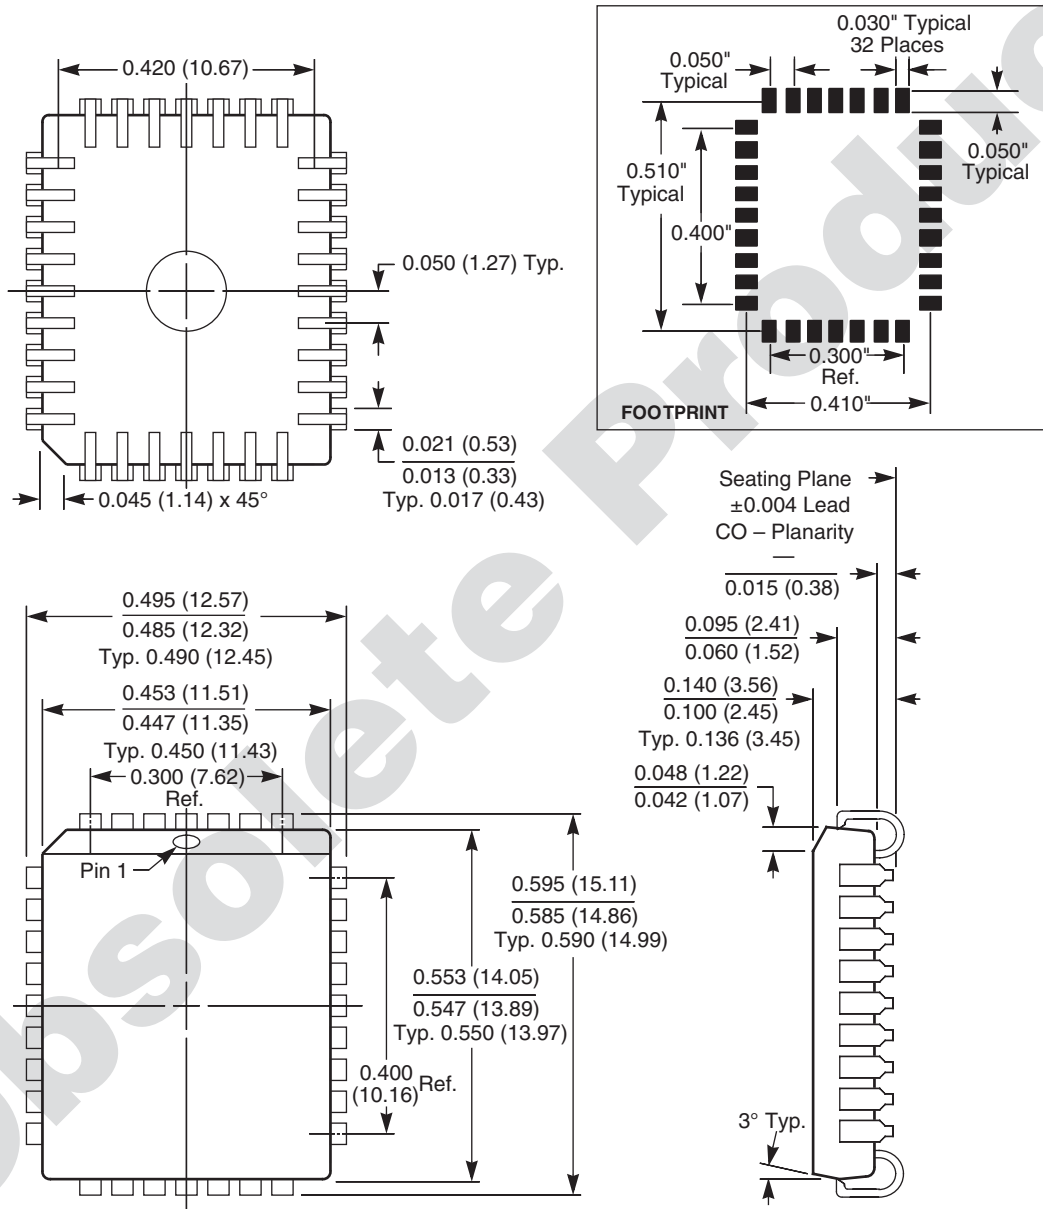 0.420 (10.67)
0.050 (1.27) Typ.
0.021 (0.53)
0.013 (0.33)
Typ. 0.017 (0.43)
0.045 (1.14) x 45°
0.030" Typical
32 Places
0.050"
Typical
0.050"
Typical
0.510"
Typical
0.400"
0.300"
Ref.
0.410"
FOOTPRINT
Seating Plane
±0.004 Lead
CO – Planarity
—
0.015 (0.38)
0.095 (2.41)
0.060 (1.52)
0.140 (3.56)
0.100 (2.45)
Typ. 0.136 (3.45)
0.048 (1.22)
0.042 (1.07)
3° Typ.
0.495 (12.57)
0.485 (12.32)
Typ. 0.490 (12.45)
0.453 (11.51)
0.447 (11.35)
Typ. 0.450 (11.43)
0.300 (7.62)
Ref.
Pin 1
0.595 (15.11)
0.585 (14.86)
Typ. 0.590 (14.99)
0.553 (14.05)
0.547 (13.89)
Typ. 0.550 (13.97)
0.400
(10.16)
Ref.
Obsolete Produc